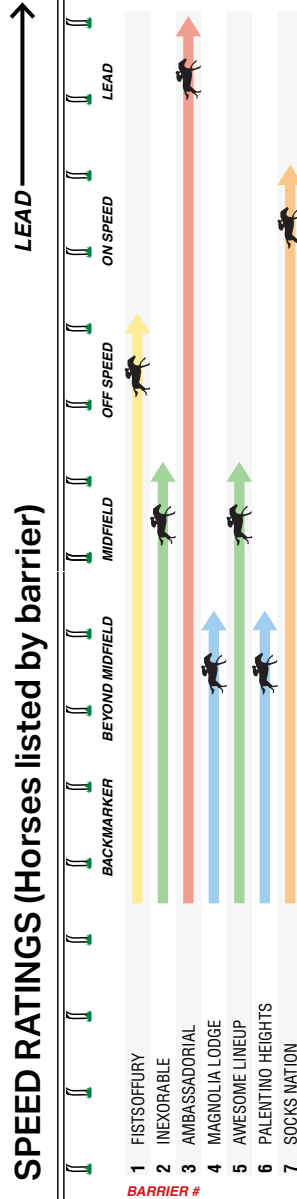 SPEED RATINGS (Horses listed by barrier)
LEAD
BACKMARKER BEYOND MIDFIELD MIDFIELD OFF SPEED ON SPEED LEAD
BARRIER #
1 FISTSOFFURY
2 INEXORABLE
3 AMBASSADORIAL
4 MAGNOLIA LODGE
5 AWESOME LINEUP
6 PALENTINO HEIGHTS
7 SOCKS NATION